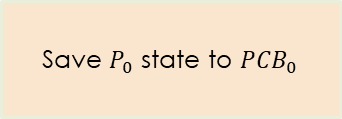 Save P₀ state to PCB₀